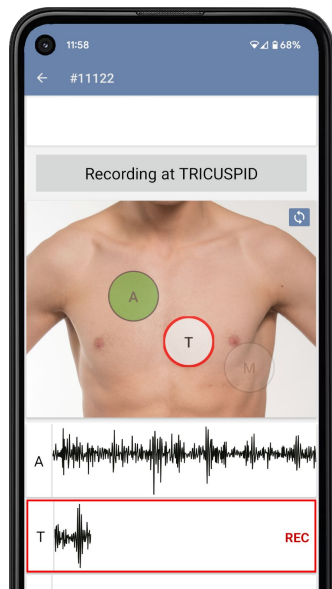 11:58
68%
#11122
Recording at TRICUSPID
A
T
M
A
T
REC